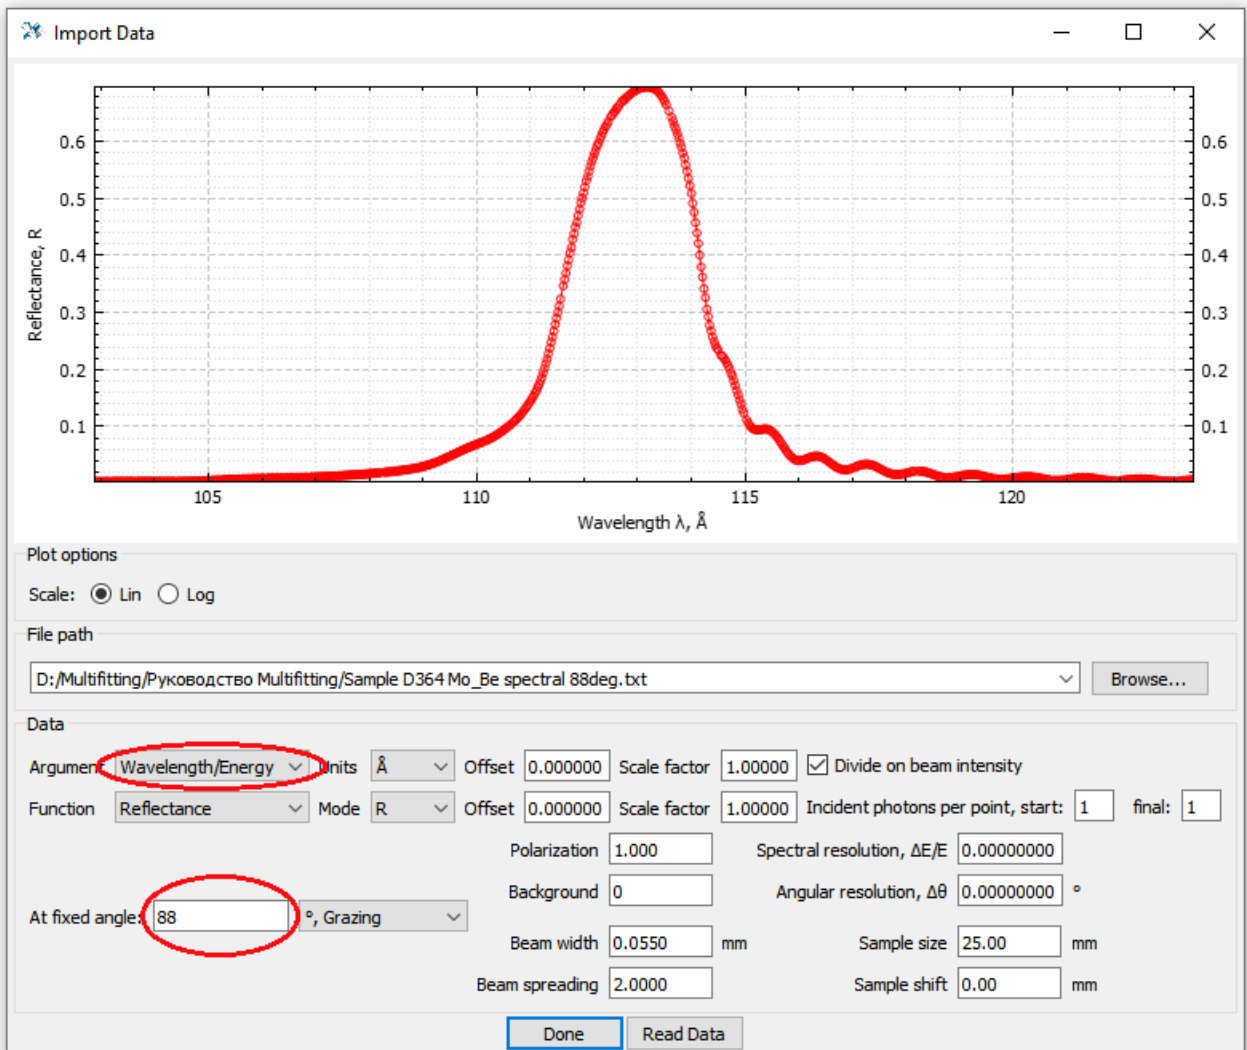 Import Data
0.6 0.6
0.5 0.5
0.4 0.4
0.3 0.3
0.2 0.2
0.1 0.1
Reflectance, R
105 110 115 120
Wavelength λ, Å
Plot options
Scale: Lin Log
File path
D:/Multifitting/Руководство Multifitting/Sample D364 Mo_Be spectral 88deg.txt Browse...
Data
Argument Wavelength/Energy Units Å Offset 0.000000 Scale factor 1.00000 Divide on beam intensity
Function Reflectance Mode R Offset 0.000000 Scale factor 1.00000 Incident photons per point, start: 1 final: 1
Polarization 1.000 Spectral resolution, ΔE/E 0.00000000
Background 0 Angular resolution, Δθ 0.00000000 °
At fixed angle: 88 °, Grazing
Beam width 0.0550 mm Sample size 25.00 mm
Beam spreading 2.0000 Sample shift 0.00 mm
Done Read Data